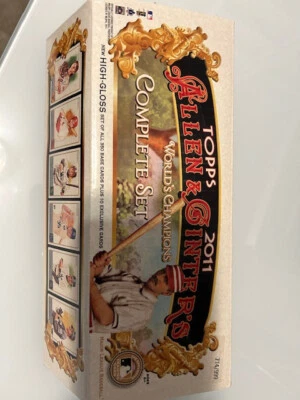 TOPPS 2011
ALLEN & GINTER'S
WORLD'S CHAMPIONS
COMPLETE SET
NEW HIGH-GLOSS SET OF ALL 350 BASE CARDS PLUS 10 EXCLUSIVE CARDS